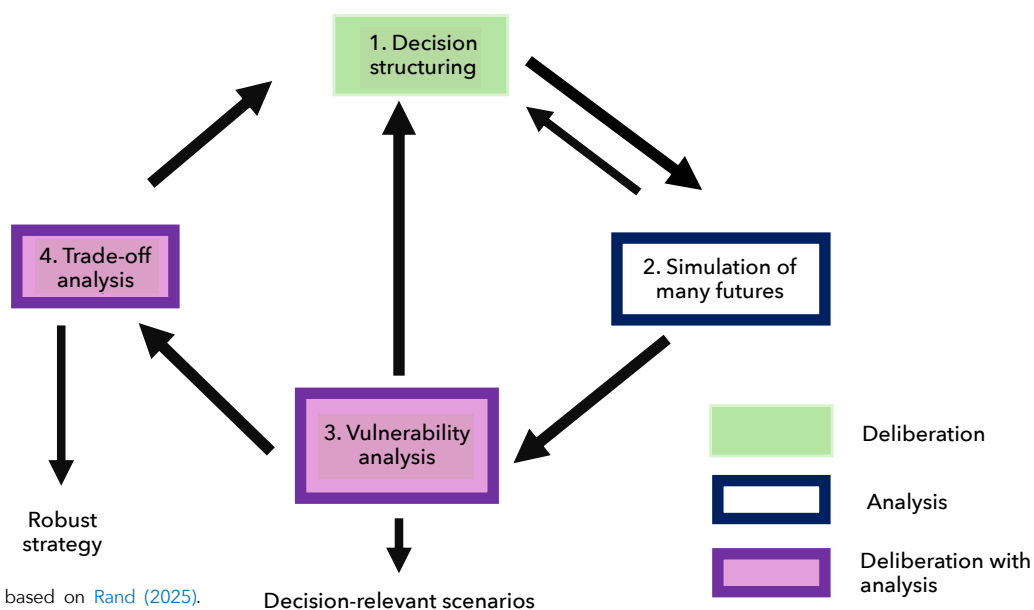 1. Decision
structuring
4. Trade-off
analysis
2. Simulation of
many futures
3. Vulnerability
analysis
Deliberation
Analysis
Deliberation with
analysis
Robust
strategy
Decision-relevant scenarios
based on Rand (2025).